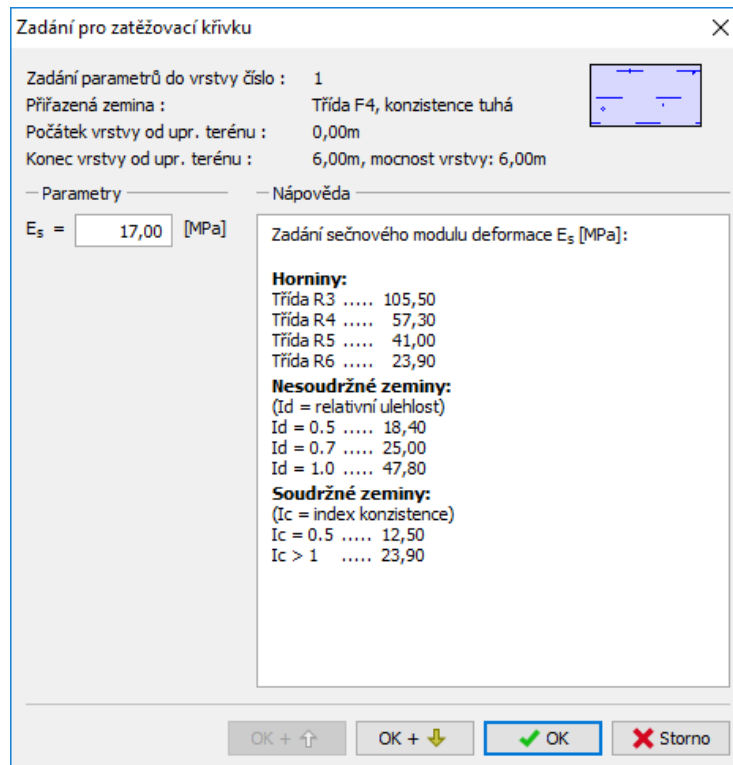 Zadání pro zatěžovací křivku
Zadání parametrů do vrstvy číslo : 1
Přiřazená zemina : Třída F4, konzistence tuhá
Počátek vrstvy od upr. terénu : 0,00m
Konec vrstvy od upr. terénu : 6,00m, mocnost vrstvy: 6,00m
Parametry
Es = 17,00 [MPa]
Nápověda
Zadání sečnového modulu deformace Es [MPa]:
Horniny:
Třída R3 ..... 105,50
Třída R4 ..... 57,30
Třída R5 ..... 41,00
Třída R6 ..... 23,90
Nesoudržné zeminy:
(Id = relativní ulehlost)
Id = 0.5 ..... 18,40
Id = 0.7 ..... 25,00
Id = 1.0 ..... 47,80
Soudržné zeminy:
(Ic = index konzistence)
Ic = 0.5 ..... 12,50
Ic > 1 ..... 23,90
OK + OK + OK Storno